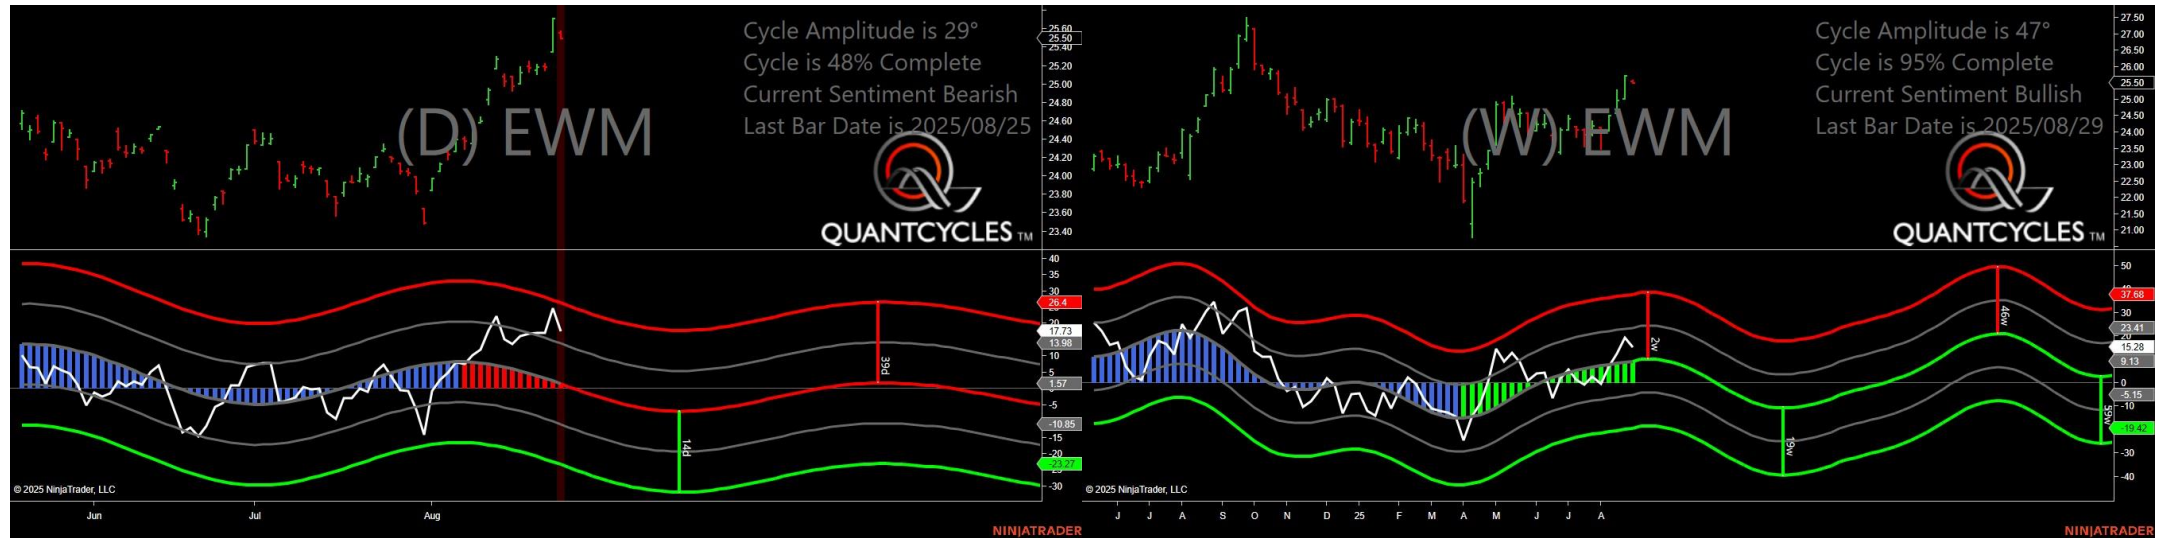 Cycle Amplitude is 29°
Cycle is 48% Complete
Current Sentiment Bearish
Last Bar Date is 2025/08/25
(D) EWM
QUANTCYCLES TM
25.60
25.50
25.40
25.00
24.80
24.60
24.40
24.20
24.00
23.80
23.60
23.40
40
35
30
26.4
20
17.73
13.98
10
5
1.57
-5
-10.85
-15
-20
-23.27
-30
39d
14d
© 2025 NinjaTrader, LLC
Jun Jul Aug
NINJATRADER
Cycle Amplitude is 47°
Cycle is 95% Complete
Current Sentiment Bullish
Last Bar Date is 2025/08/29
(W) EWM
QUANTCYCLES TM
27.50
27.00
26.50
26.00
25.50
25.00
24.50
24.00
23.50
23.00
22.50
22.00
21.50
21.00
50
37.68
30
23.41
20
15.28
9.13
0
-5.15
-10
-19.42
-30
-40
2w
46w
19w
59w
© 2025 NinjaTrader, LLC
J J A S O N D 25 F M A M J J A
NINJATRADER